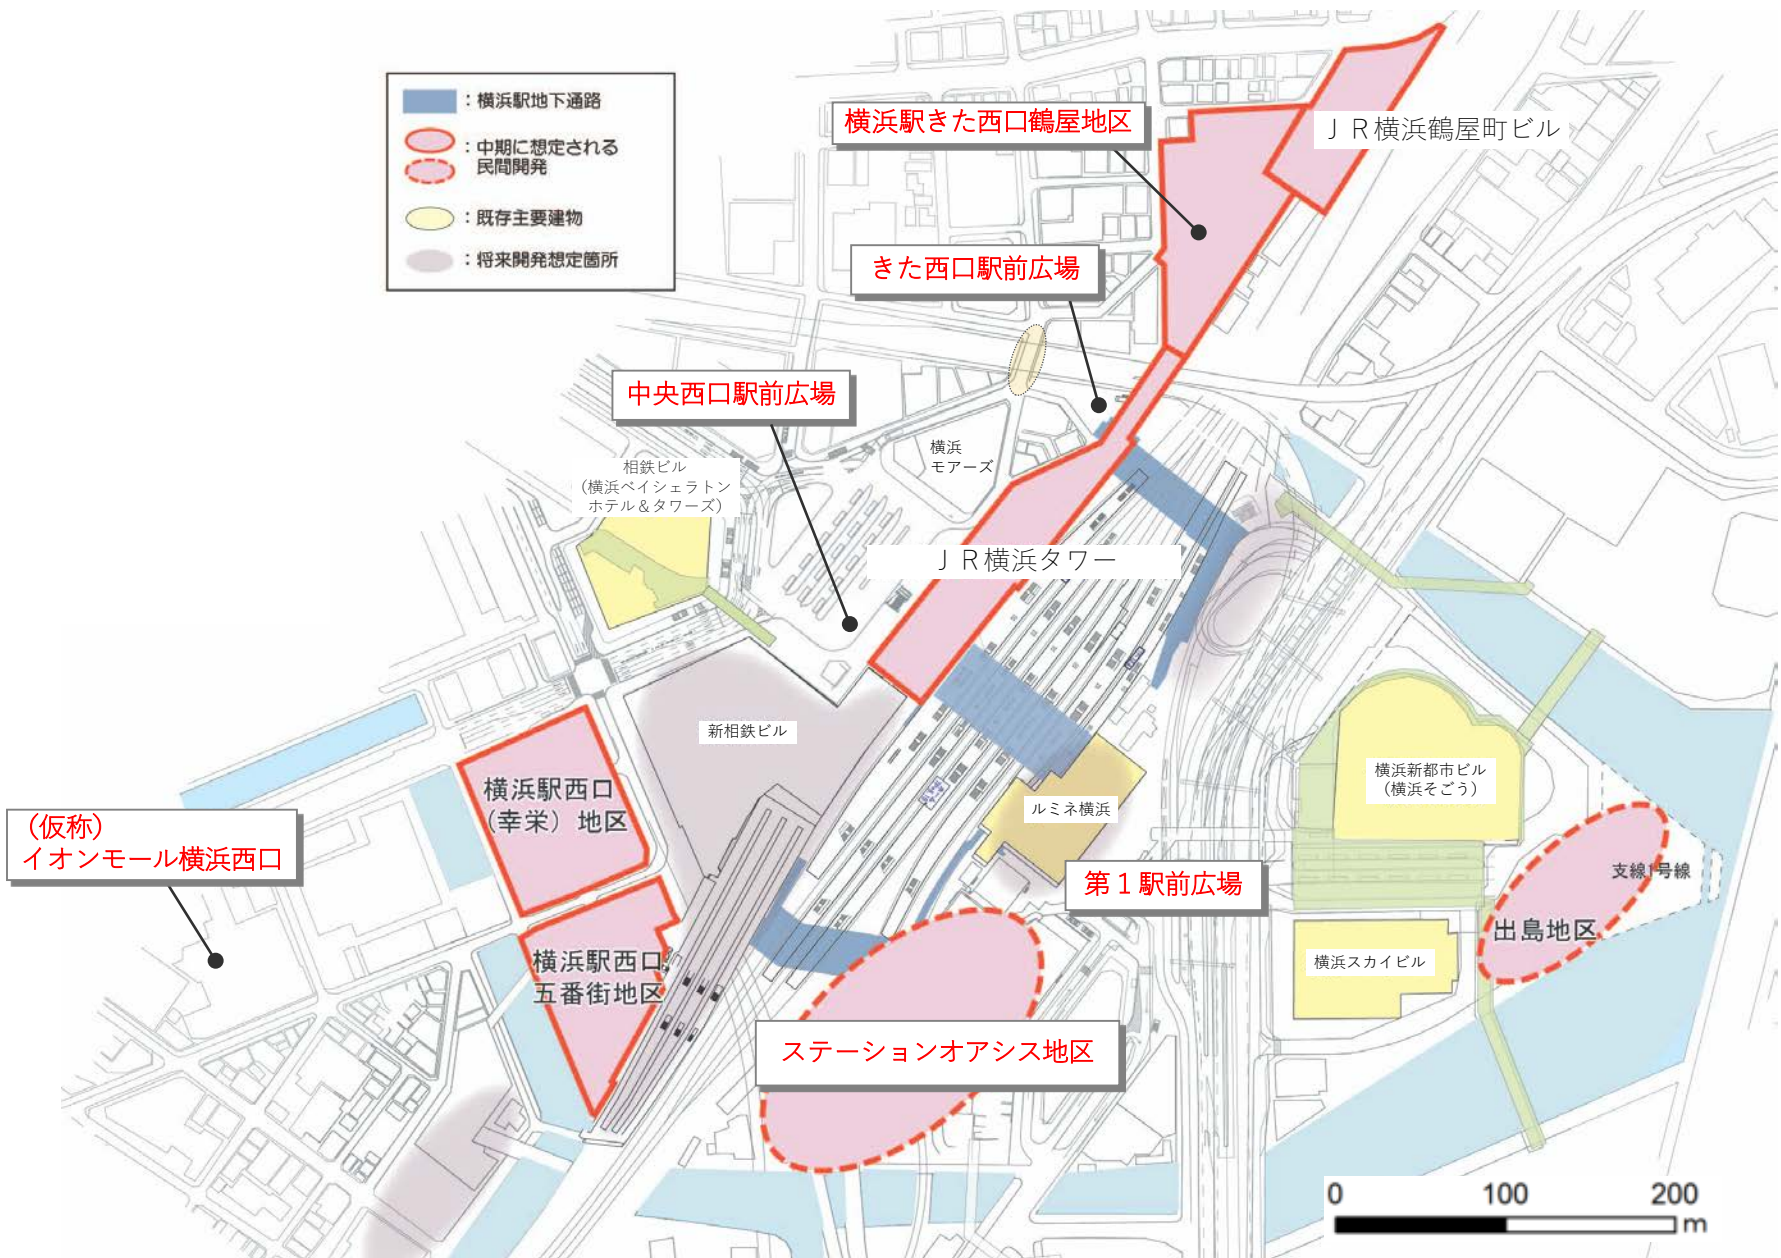 ：横浜駅地下通路
：中期に想定される
民間開発
：既存主要建物
：将来開発想定箇所
横浜駅きた西口鶴屋地区
ＪＲ横浜鶴屋町ビル
きた西口駅前広場
中央西口駅前広場
横浜
モアーズ
相鉄ビル
（横浜ベイシェラトン
ホテル＆タワーズ）
ＪＲ横浜タワー
新相鉄ビル
横浜駅西口
（幸栄）地区
（仮称）
イオンモール横浜西口
ルミネ横浜
横浜新都市ビル
（横浜そごう）
第１駅前広場
支線1号線
出島地区
横浜スカイビル
横浜駅西口
五番街地区
ステーションオアシス地区
0 100 200
m